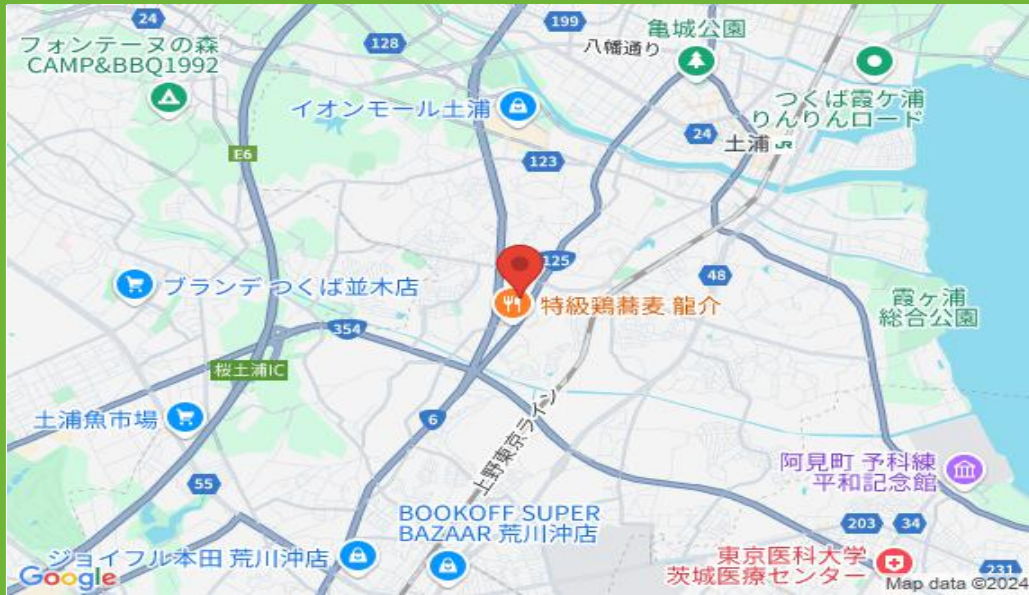 24
199
128
フォンテーヌの森
CAMP&BBQ1992
八幡通り
亀城公園
つくば霞ケ浦
りんりんロード
イオンモール土浦
24
土浦
JR
E6
123
125
48
ブランデ つくば並木店
特級鶏蕎麦 龍介
霞ヶ浦
総合公園
354
桜土浦IC
6
土浦魚市場
上野東京ライン
阿見町 予科練
平和記念館
55
BOOKOFF SUPER
BAZAAR 荒川沖店
203
34
ジョイフル本田 荒川沖店
東京医科大学
茨城医療センター
231
Google
Map data ©2024